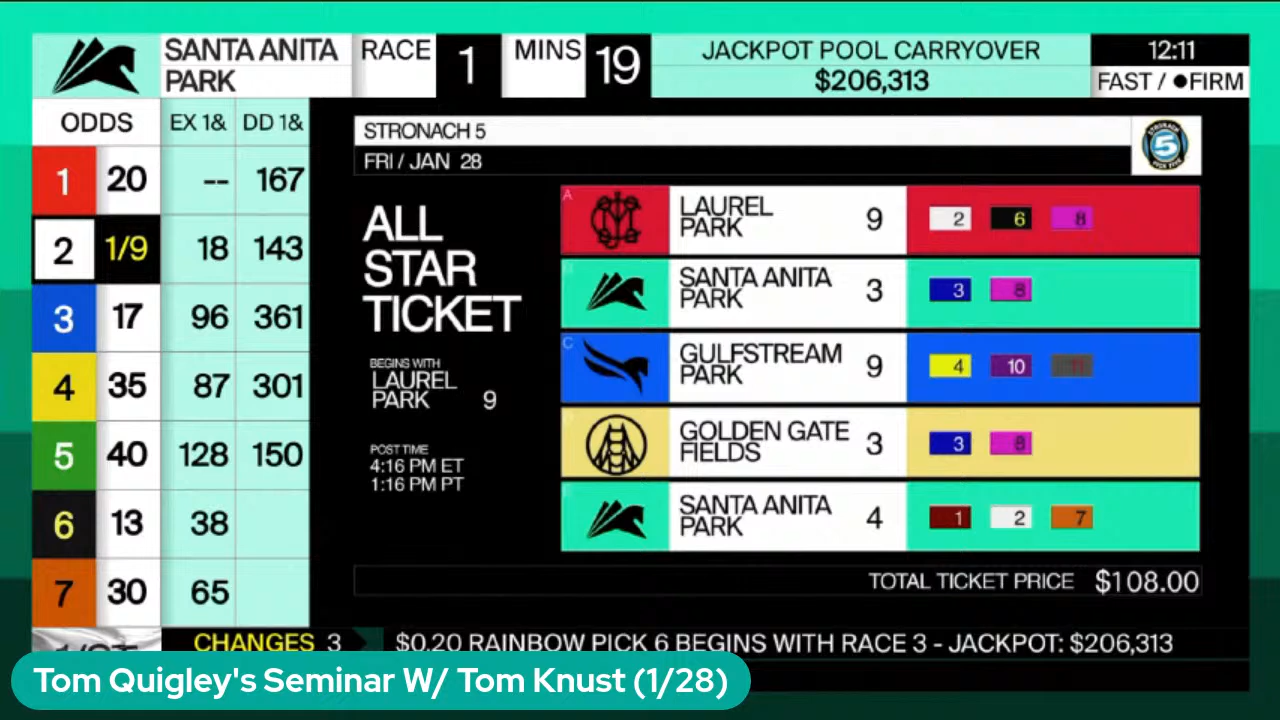 SANTA ANITA
PARK
RACE 1
MINS 19
JACKPOT POOL CARRYOVER
$206,313
12:11
FAST / ●FIRM
ODDS EX 1& DD 1&
1 20 -- 167
2 1/9 18 143
3 17 96 361
4 35 87 301
5 40 128 150
6 13 38
7 30 65
STRONACH 5
FRI / JAN 28
STRONACH
5
ALL
STAR
TICKET
BEGINS WITH
LAUREL
PARK 9
POST TIME
4:16 PM ET
1:16 PM PT
A
LAUREL
PARK 9 2 6 8
SANTA ANITA
PARK 3 3 8
C
GULFSTREAM
PARK 9 4 10 11
GOLDEN GATE
FIELDS 3 3 8
SANTA ANITA
PARK 4 1 2 7
TOTAL TICKET PRICE $108.00
CHANGES 3 $0.20 RAINBOW PICK 6 BEGINS WITH RACE 3 - JACKPOT: $206,313
Tom Quigley's Seminar W/ Tom Knust (1/28)